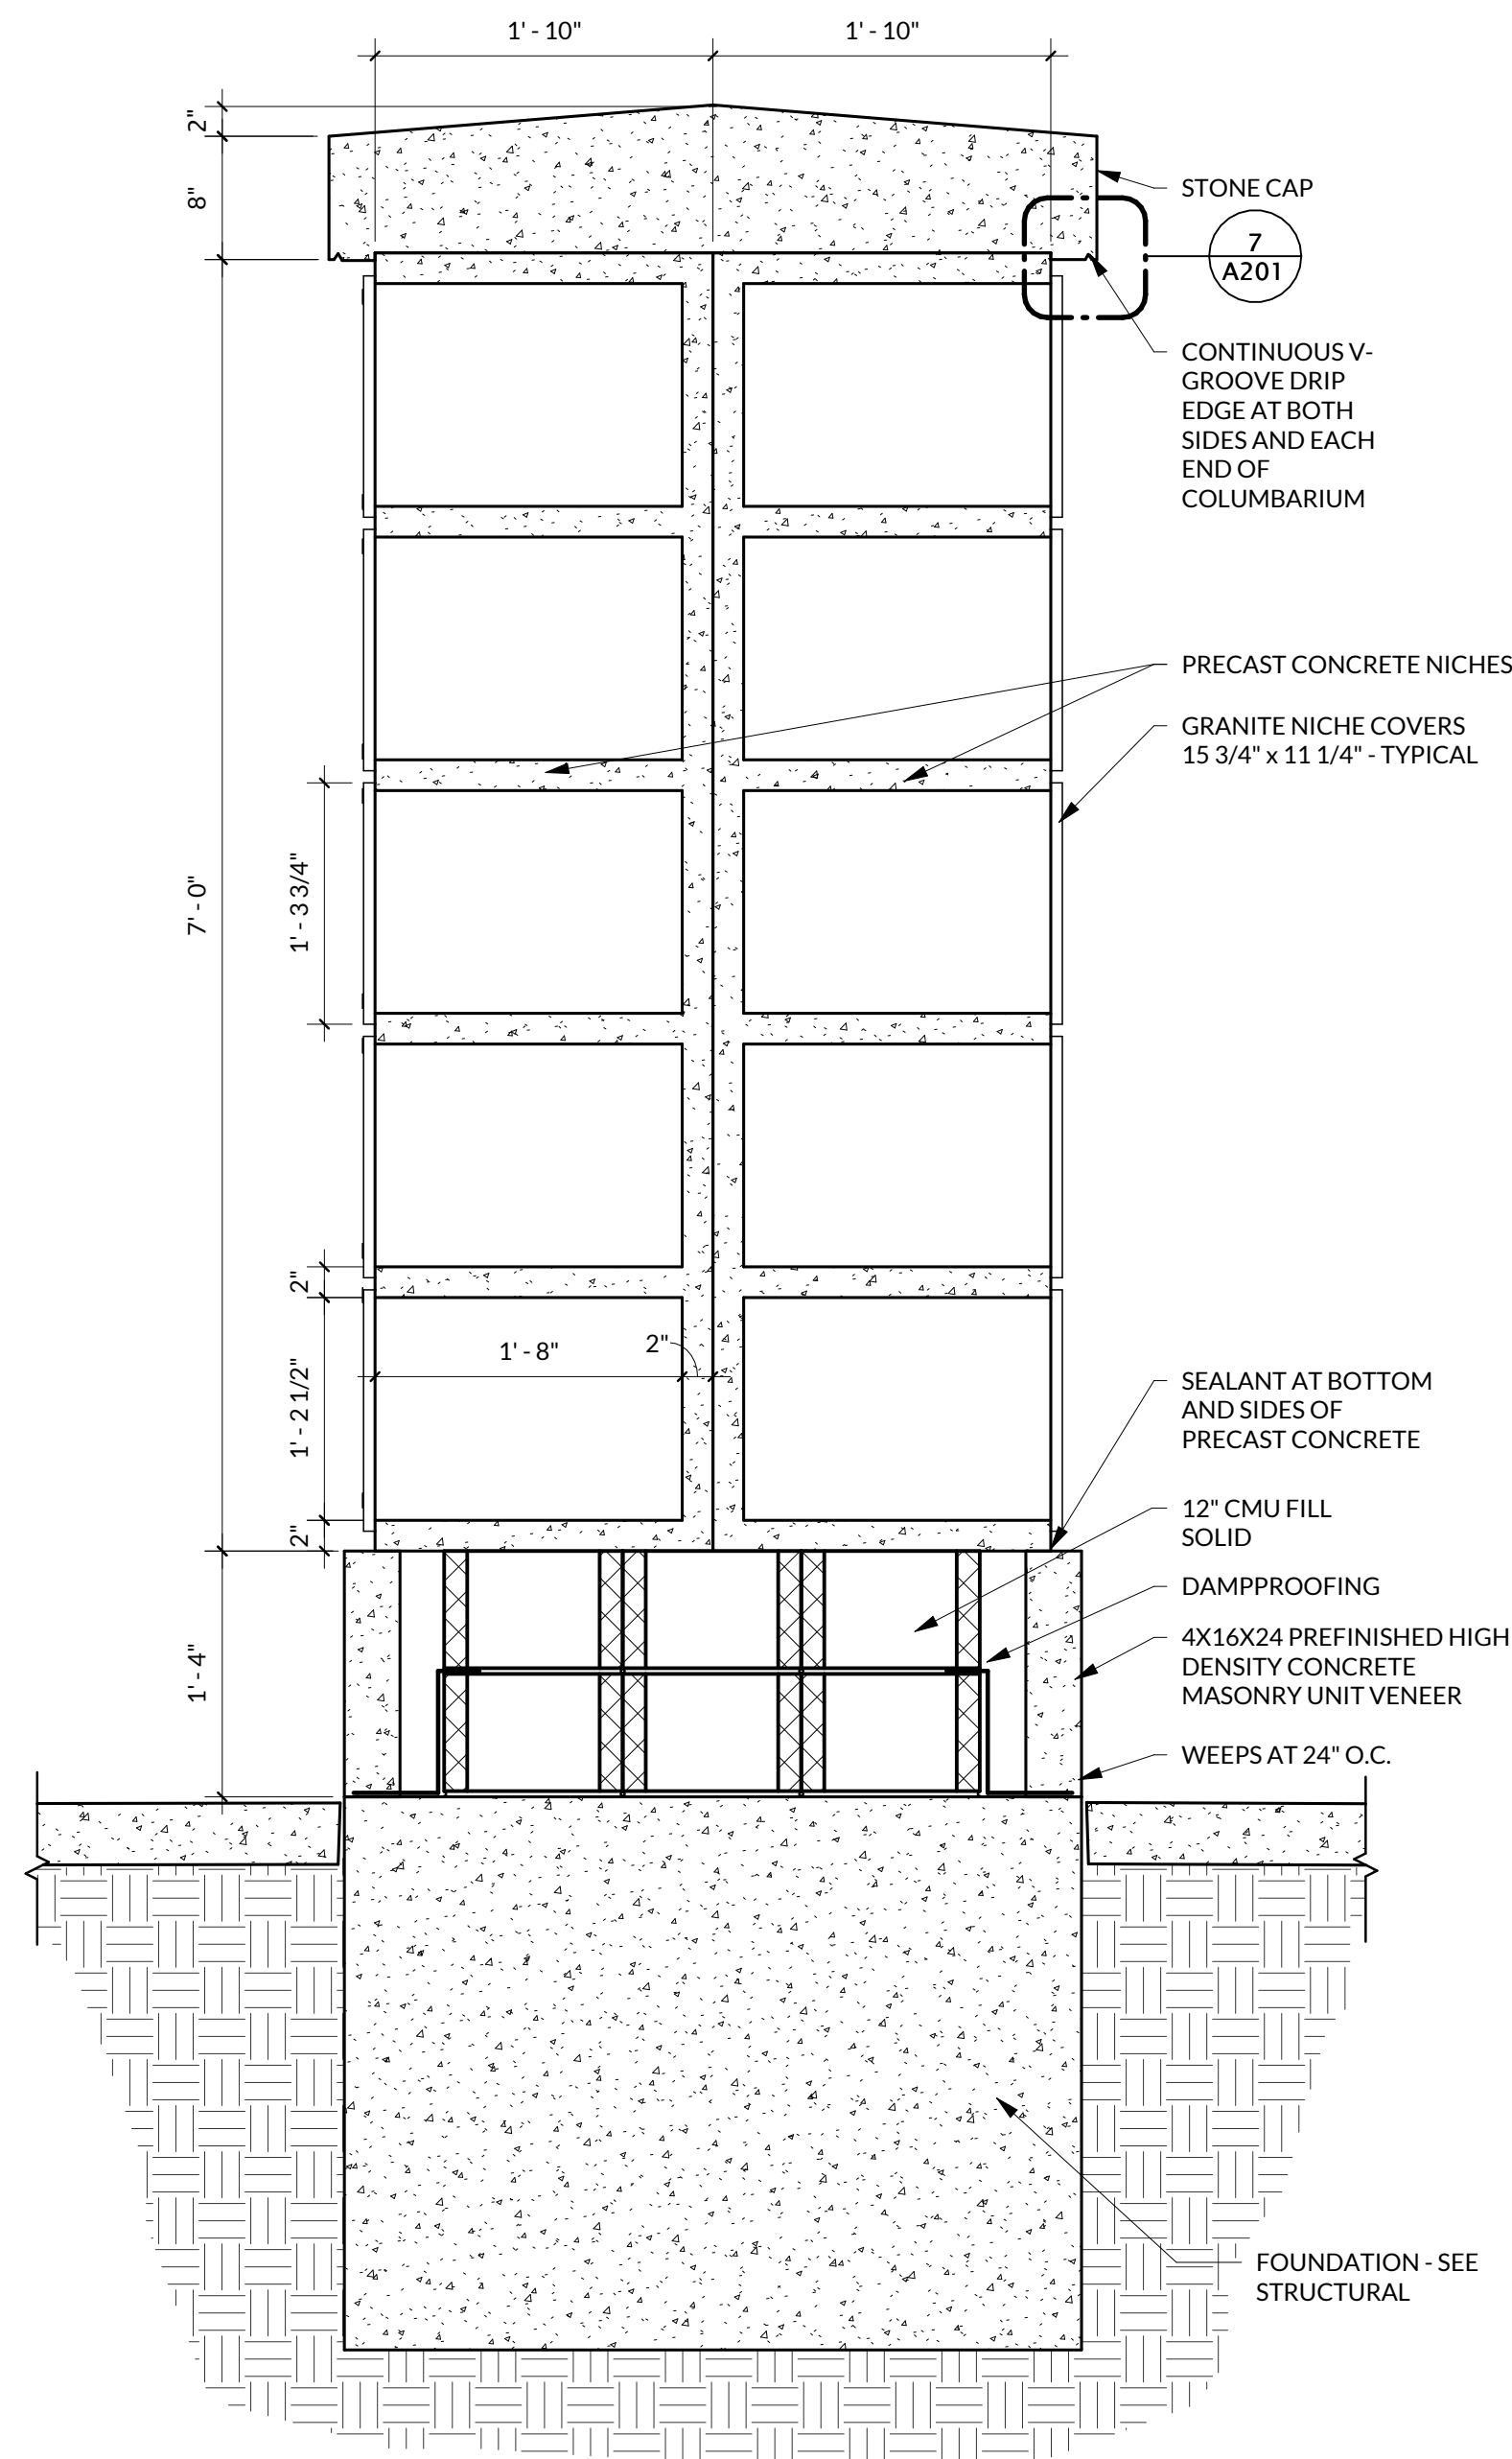 1' - 10"
1' - 10"
2"
8"
STONE CAP
7
A201
CONTINUOUS V-
GROOVE DRIP
EDGE AT BOTH
SIDES AND EACH
END OF
COLUMBARIUM
PRECAST CONCRETE NICHES
GRANITE NICHE COVERS
15 3/4" x 11 1/4" - TYPICAL
7' - 0"
1' - 3 3/4"
2"
1' - 8"
2"
1' - 2 1/2"
2"
SEALANT AT BOTTOM
AND SIDES OF
PRECAST CONCRETE
12" CMU FILL
SOLID
DAMPPROOFING
4X16X24 PREFINISHED HIGH
DENSITY CONCRETE
MASONRY UNIT VENEER
1' - 4"
WEEPS AT 24" O.C.
FOUNDATION - SEE
STRUCTURAL